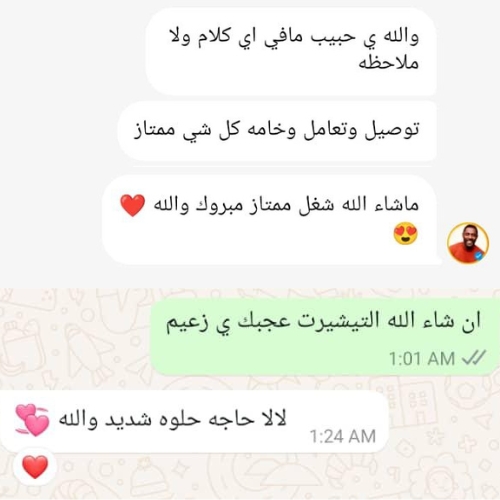 والله ي حبيب مافي اي كلام ولا
ملاحظه
توصيل وتعامل وخامه كل شي ممتاز
ماشاء الله شغل ممتاز مبروك والله ❤️
😍
ان شاء الله التيشيرت عجبك ي زعيم
1:01 AM
لالا حاجه حلوه شديد والله 💞
1:24 AM
❤️